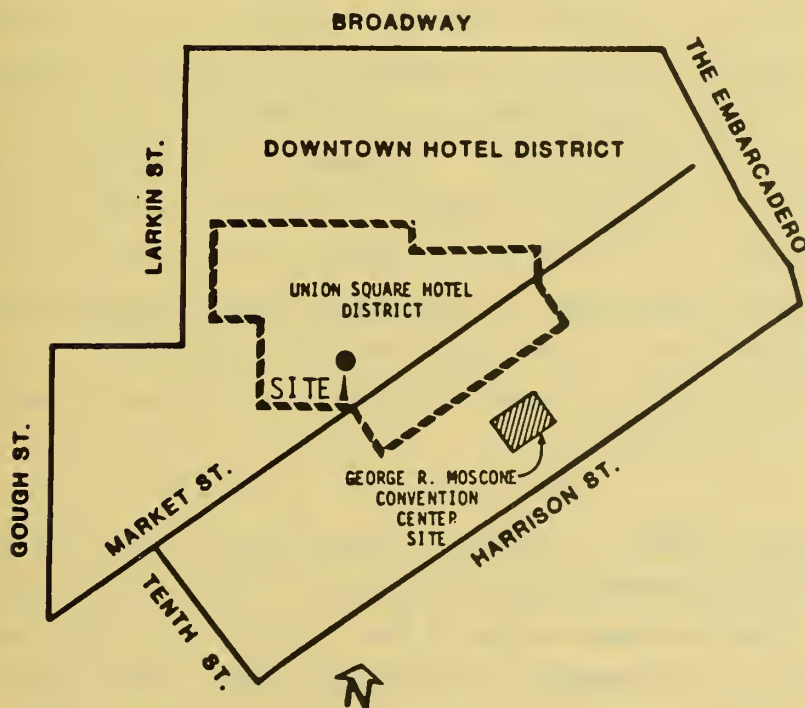 BROADWAY
THE EMBARCADERO
LARKIN ST.
DOWNTOWN HOTEL DISTRICT
UNION SQUARE HOTEL
DISTRICT
SITE
GOUGH ST.
MARKET ST.
GEORGE R. MOSCONE
CONVENTION
CENTER
SITE
HARRISON ST.
TENTH ST.
N